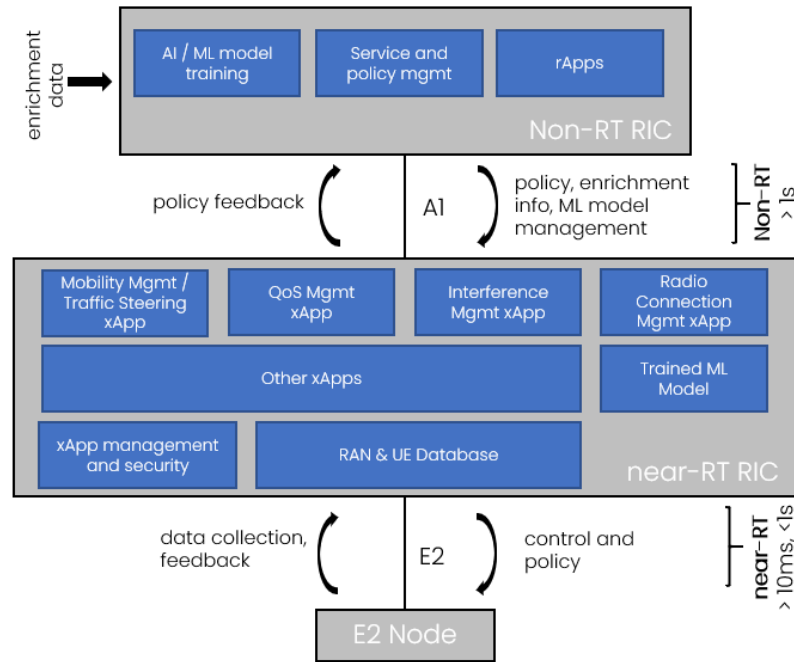 enrichment
data
AI / ML model
training
Service and
policy mgmt
rApps
Non-RT RIC
policy feedback
A1
policy, enrichment
info, ML model
management
Non-RT
> 1s
Mobility Mgmt /
Traffic Steering
xApp
QoS Mgmt
xApp
Interference
Mgmt xApp
Radio
Connection
Mgmt xApp
Other xApps
Trained ML
Model
xApp management
and security
RAN & UE Database
near-RT RIC
data collection,
feedback
E2
control and
policy
near-RT
> 10ms, <1s
E2 Node